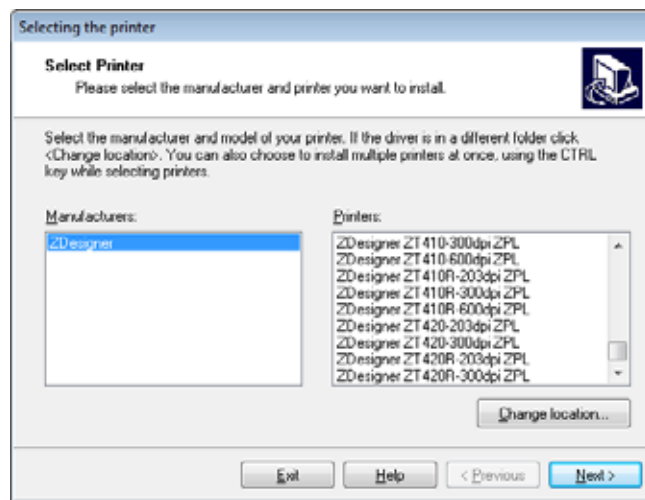 Selecting the printer
Select Printer
Please select the manufacturer and printer you want to install.
Select the manufacturer and model of your printer. If the driver is in a different folder click
<Change location>. You can also choose to install multiple printers at once, using the CTRL
key while selecting printers.
Manufacturers:
ZDesigner
Printers:
ZDesigner ZT410-300dpi ZPL
ZDesigner ZT410-600dpi ZPL
ZDesigner ZT410R-203dpi ZPL
ZDesigner ZT410R-300dpi ZPL
ZDesigner ZT410R-600dpi ZPL
ZDesigner ZT420-203dpi ZPL
ZDesigner ZT420-300dpi ZPL
ZDesigner ZT420R-203dpi ZPL
ZDesigner ZT420R-300dpi ZPL
Change location...
Exit
Help
< Previous
Next >